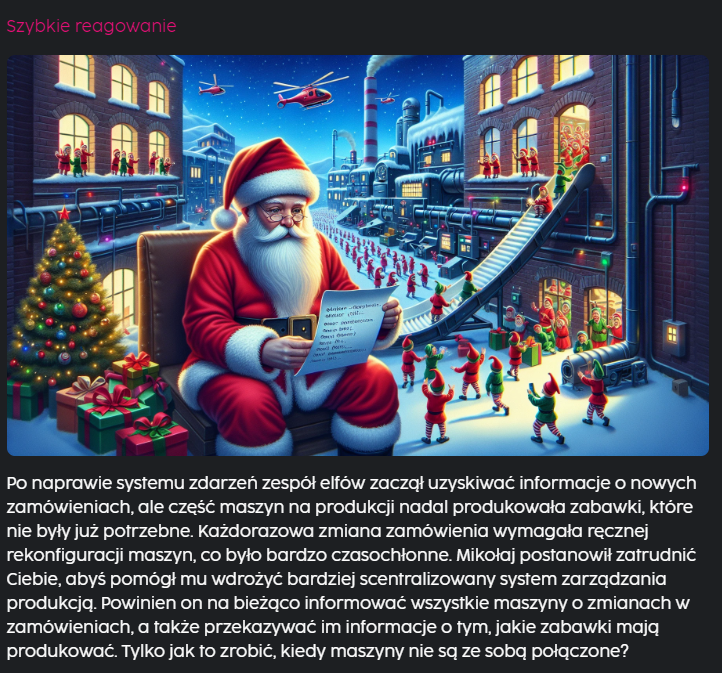 Szybkie reagowanie
Po naprawie systemu zdarzeń zespół elfów zaczął uzyskiwać informacje o nowych
zamówieniach, ale część maszyn na produkcji nadal produkowała zabawki, które
nie były już potrzebne. Każdorazowa zmiana zamówienia wymagała ręcznej
rekonfiguracji maszyn, co było bardzo czasochłonne. Mikołaj postanowił zatrudnić
Ciebie, abyś pomógł mu wdrożyć bardziej scentralizowany system zarządzania
produkcją. Powinien on na bieżąco informować wszystkie maszyny o zmianach w
zamówieniach, a także przekazywać im informacje o tym, jakie zabawki mają
produkować. Tylko jak to zrobić, kiedy maszyny nie są ze sobą połączone?